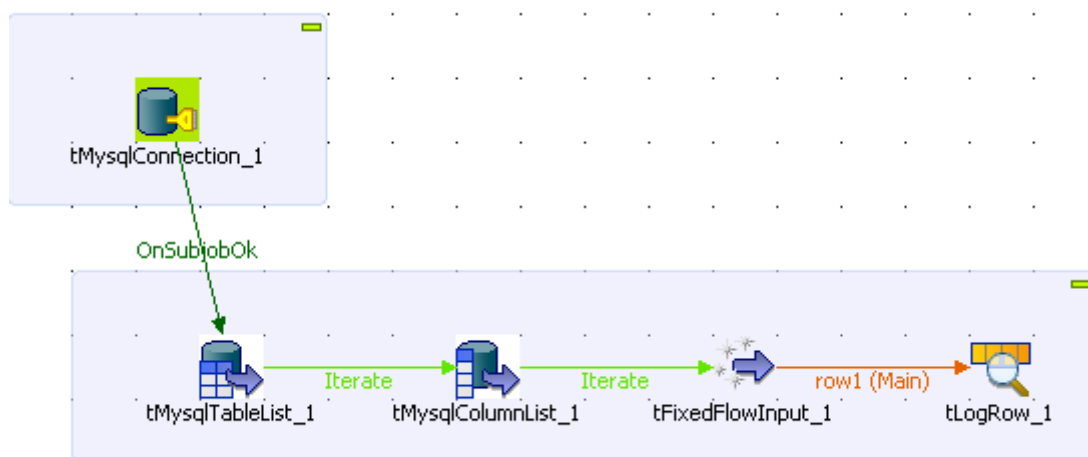 tMysqlConnection_1
OnSubjobOk
Iterate
Iterate
row1 (Main)
tMysqlTableList_1
tMysqlColumnList_1
tFixedFlowInput_1
tLogRow_1